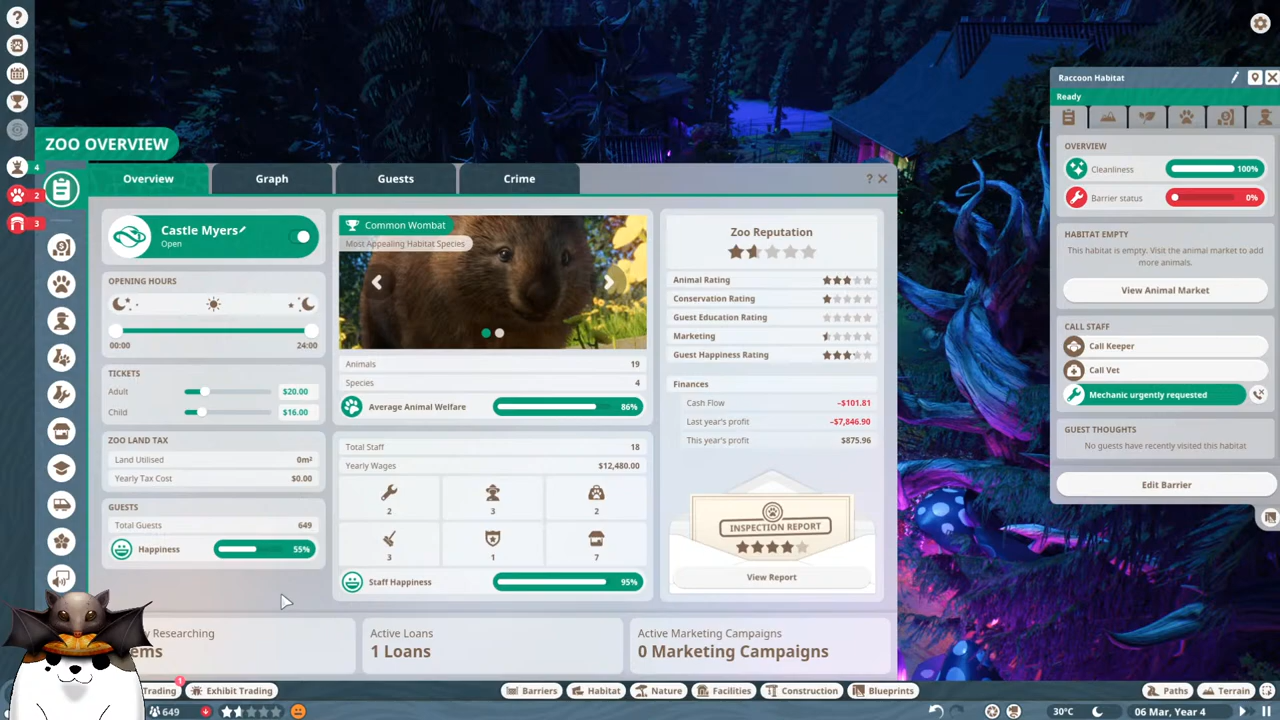 Raccoon Habitat
Ready
ZOO OVERVIEW
4
2
3
Overview
Graph
Guests
Crime
?
OVERVIEW
Cleanliness
100%
Barrier status
0%
HABITAT EMPTY
This habitat is empty. Visit the animal market to add
more animals.
View Animal Market
CALL STAFF
Call Keeper
Call Vet
Mechanic urgently requested
GUEST THOUGHTS
No guests have recently visited this habitat
Edit Barrier
Castle Myers
Open
OPENING HOURS
00:00
24:00
TICKETS
Adult
$20.00
Child
$16.00
ZOO LAND TAX
Land Utilised
0m²
Yearly Tax Cost
$0.00
GUESTS
Total Guests
649
Happiness
55%
Common Wombat
Most Appealing Habitat Species
Animals
19
Species
4
Average Animal Welfare
86%
Total Staff
18
Yearly Wages
$12,480.00
2
3
2
3
1
7
Staff Happiness
95%
Zoo Reputation
Animal Rating
Conservation Rating
Guest Education Rating
Marketing
Guest Happiness Rating
Finances
Cash Flow
–$101.81
Last year's profit
–$7,846.90
This year's profit
$875.96
INSPECTION REPORT
View Report
Researching
Active Loans
1 Loans
Active Marketing Campaigns
0 Marketing Campaigns
Trading
1
Exhibit Trading
Barriers
Habitat
Nature
Facilities
Construction
Blueprints
Paths
Terrain
649
30°C
06 Mar, Year 4